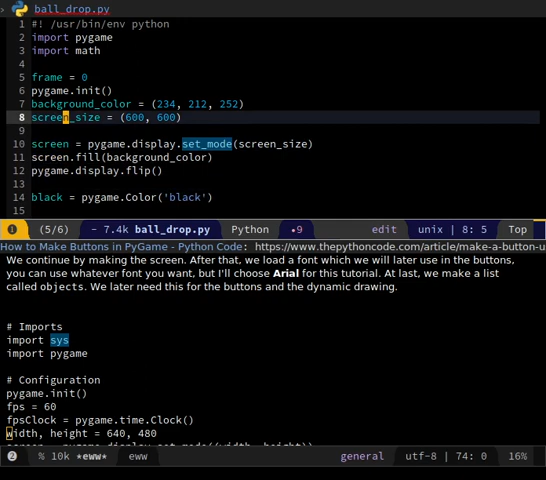 ball_drop.py
1 #! /usr/bin/env python
2 import pygame
3 import math
4
5 frame = 0
6 pygame.init()
7 background_color = (234, 212, 252)
8 screen_size = (600, 600)
9
10 screen = pygame.display.set_mode(screen_size)
11 screen.fill(background_color)
12 pygame.display.flip()
13
14 black = pygame.Color('black')
15
1 (5/6) ~ 7.4k ball_drop.py Python •9 edit unix | 8: 5 Top
How to Make Buttons in PyGame - Python Code: https://www.thepythoncode.com/article/make-a-button-u
We continue by making the screen. After that, we load a font which we will later use in the buttons,
you can use whatever font you want, but I'll choose Arial for this tutorial. At last, we make a list
called objects. We later need this for the buttons and the dynamic drawing.
# Imports
import sys
import pygame
# Configuration
pygame.init()
fps = 60
fpsClock = pygame.time.Clock()
width, height = 640, 480
screen = pygame.display.set_mode((width, height))
2 % 10k *eww* eww general utf-8 | 74: 0 16%